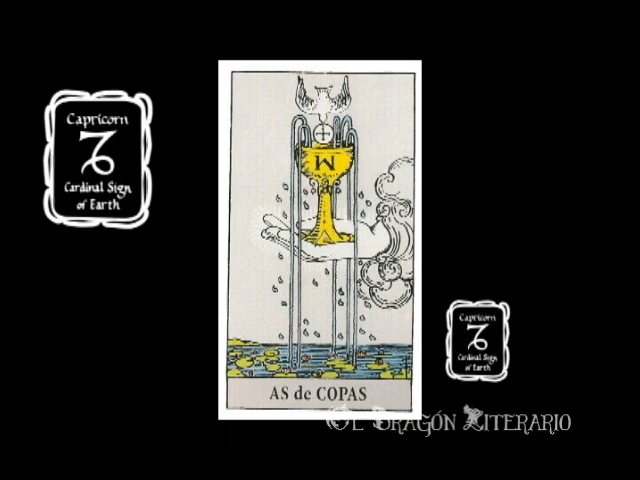 Capricorn
Cardinal Sign
of Earth
W
AS de COPAS
Capricorn
Cardinal Sign
of Earth
El Dragón Literario